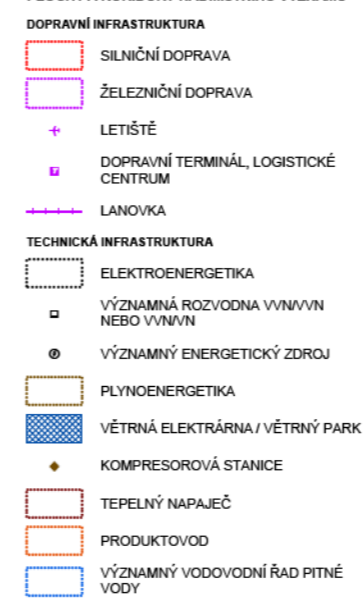 DOPRAVNÍ INFRASTRUKTURA
SILNIČNÍ DOPRAVA
ŽELEZNIČNÍ DOPRAVA
LETIŠTĚ
DOPRAVNÍ TERMINÁL, LOGISTICKÉ
CENTRUM
LANOVKA
TECHNICKÁ INFRASTRUKTURA
ELEKTROENERGETIKA
VÝZNAMNÁ ROZVODNA VVN/VVN
NEBO VVN/VN
VÝZNAMNÝ ENERGETICKÝ ZDROJ
PLYNOENERGETIKA
VĚTRNÁ ELEKTRÁRNA / VĚTRNÝ PARK
KOMPRESOROVÁ STANICE
TEPELNÝ NAPAJEČ
PRODUKTOVOD
VÝZNAMNÝ VODOVODNÍ ŘAD PITNÉ
VODY